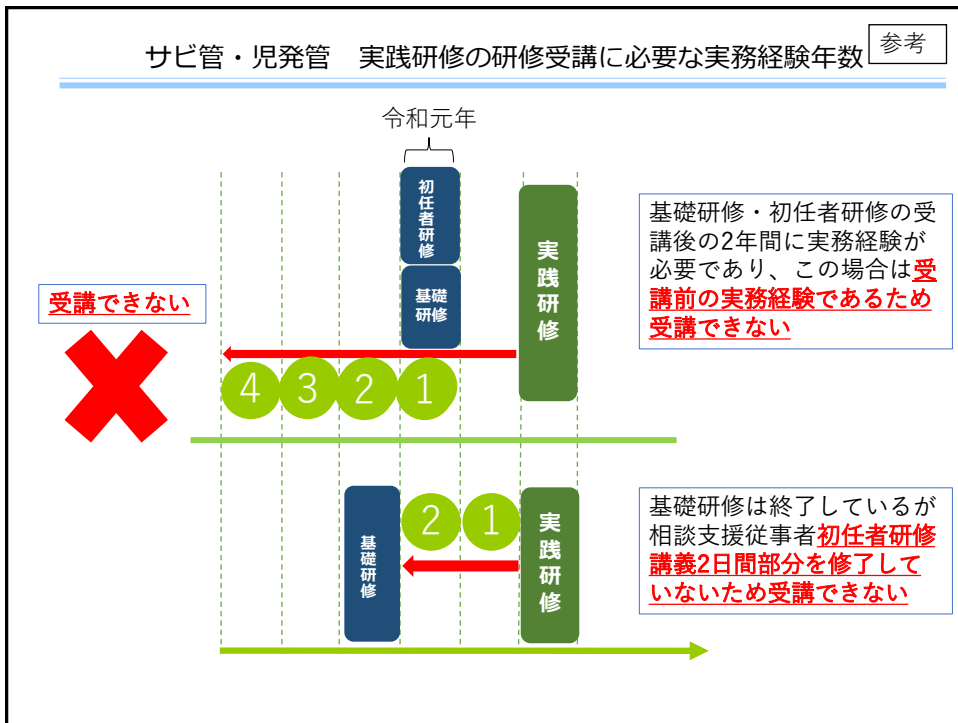 サビ管・児発管　実践研修の研修受講に必要な実務経験年数
参考
令和元年
初任者研修
基礎
研修
実践研修
受講できない
4 3 2 1
基礎研修・初任者研修の受
講後の2年間に実務経験が
必要であり、この場合は受
講前の実務経験であるため
受講できない
基礎研修
2 1
実践研修
基礎研修は終了しているが
相談支援従事者初任者研修
講義2日間部分を修了して
いないため受講できない